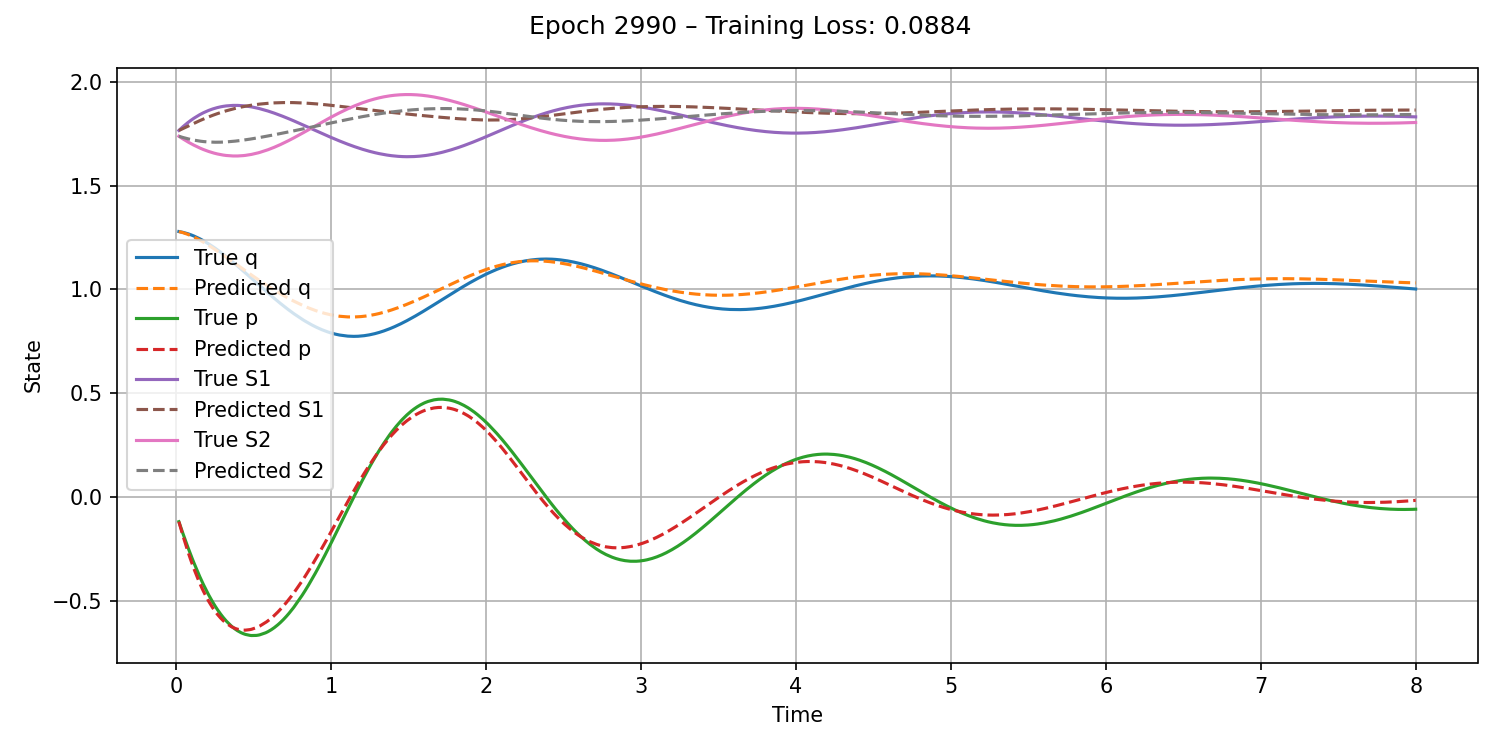 Epoch 2990 – Training Loss: 0.0884
2.0
1.5
1.0
0.5
0.0
−0.5
State
True q
Predicted q
True p
Predicted p
True S1
Predicted S1
True S2
Predicted S2
0 1 2 3 4 5 6 7 8
Time